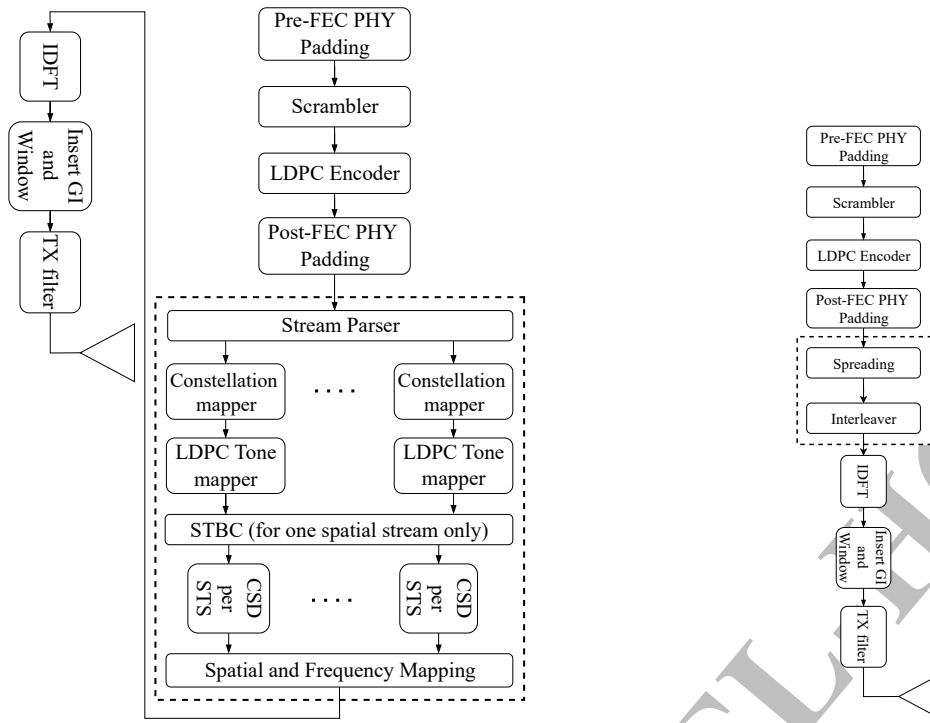 IDFT
Insert GI
and
Window
TX filter
Pre-FEC PHY
Padding
Scrambler
LDPC Encoder
Post-FEC PHY
Padding
Stream Parser
Constellation
mapper
. . . .
Constellation
mapper
LDPC Tone
mapper
LDPC Tone
mapper
STBC (for one spatial stream only)
CSD
per
STS
. . . .
CSD
per
STS
Spatial and Frequency Mapping
Pre-FEC PHY
Padding
Scrambler
LDPC Encoder
Post-FEC PHY
Padding
Spreading
Interleaver
IDFT
Insert GI
and
Window
TX filter